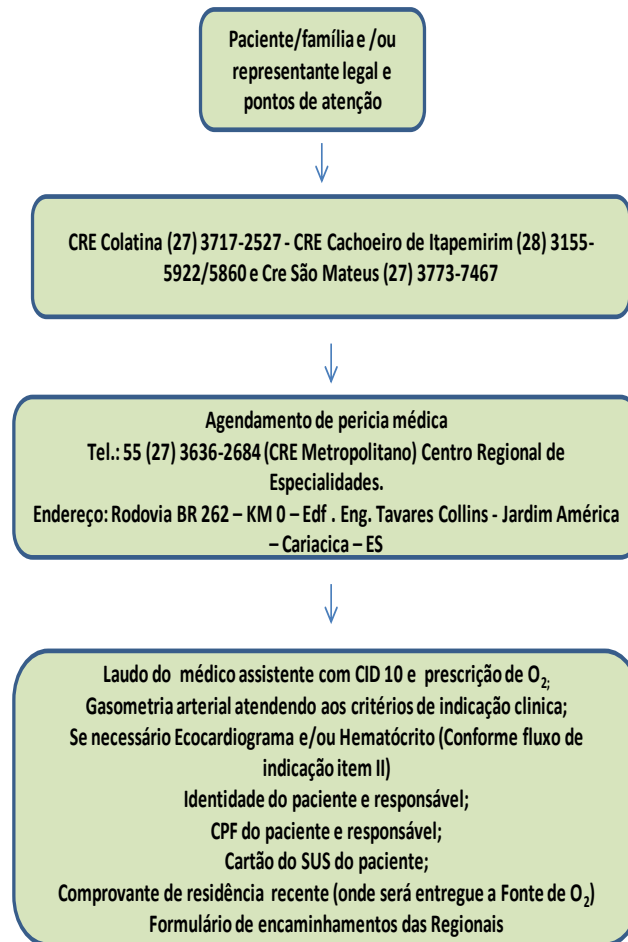 Paciente/família e /ou
representante legal e
pontos de atenção
CRE Colatina (27) 3717-2527 - CRE Cachoeiro de Itapemirim (28) 3155-
5922/5860 e Cre São Mateus (27) 3773-7467
Agendamento de pericia médica
Tel.: 55 (27) 3636-2684 (CRE Metropolitano) Centro Regional de
Especialidades.
Endereço: Rodovia BR 262 – KM 0 – Edf . Eng. Tavares Collins - Jardim América
– Cariacica – ES
Laudo do médico assistente com CID 10 e prescrição de O₂;
Gasometria arterial atendendo aos critérios de indicação clinica;
Se necessário Ecocardiograma e/ou Hematócrito (Conforme fluxo de
indicação item II)
Identidade do paciente e responsável;
CPF do paciente e responsável;
Cartão do SUS do paciente;
Comprovante de residência recente (onde será entregue a Fonte de O₂)
Formulário de encaminhamentos das Regionais